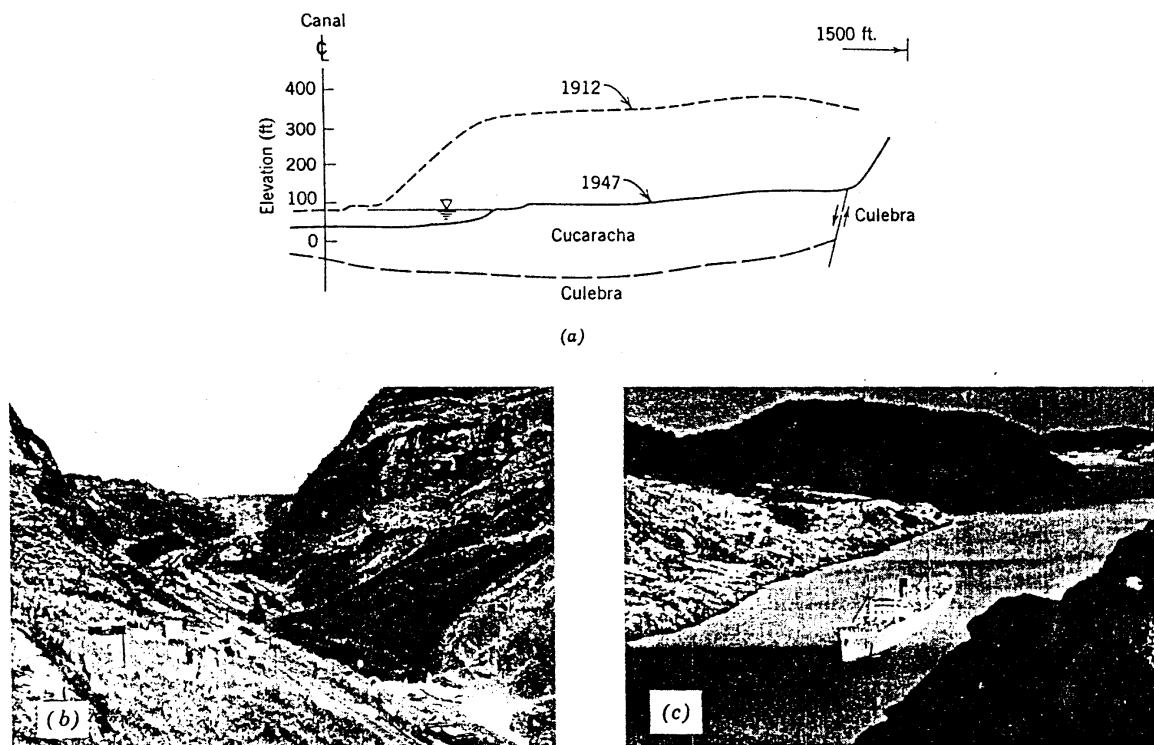 Canal
℄
1500 ft.
400
300
200
100
0
Elevation (ft)
1912
1947
Culebra
Cucaracha
Culebra
(a)
(b)
(c)